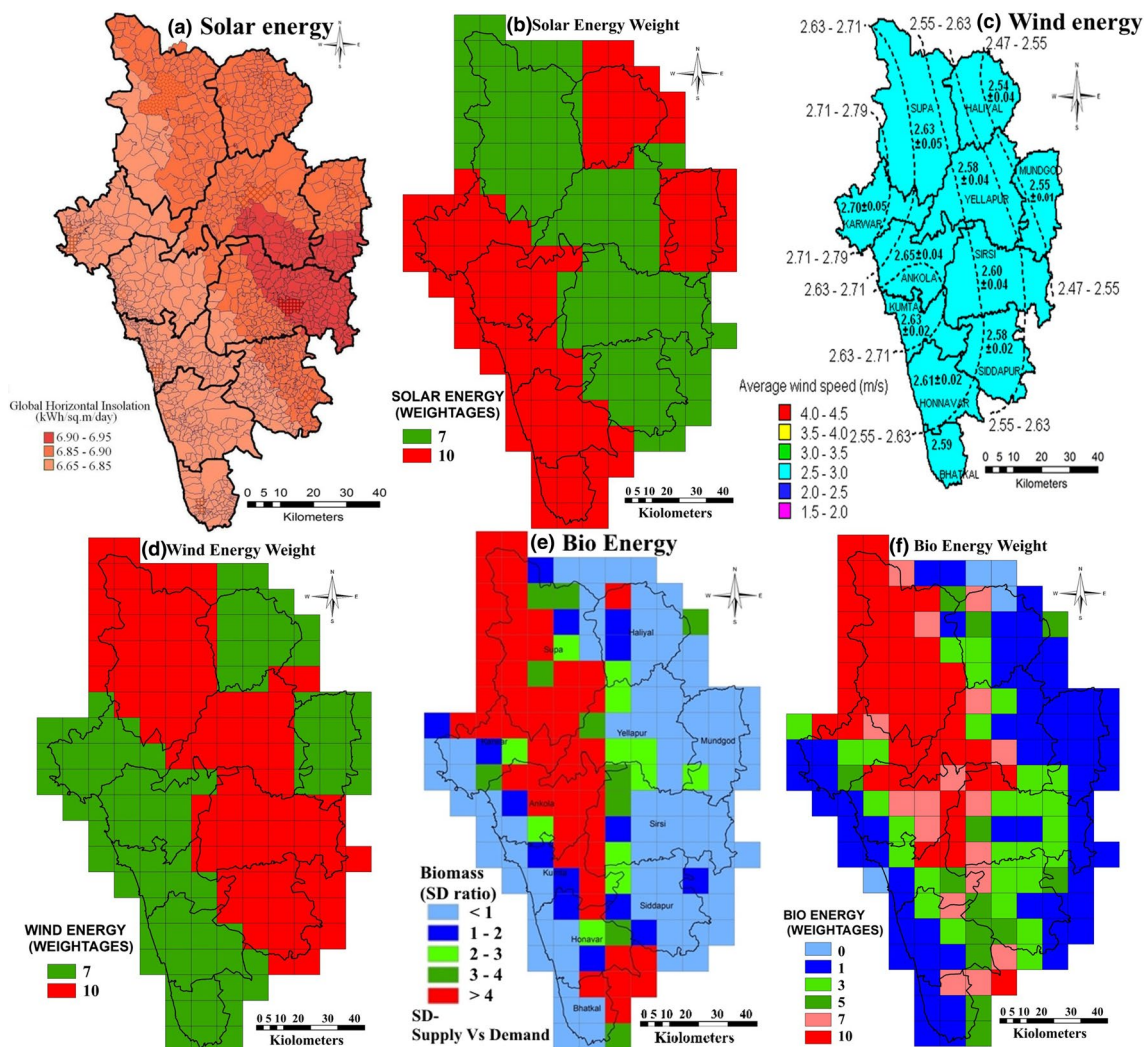 (a) Solar energy
N
W E
S
Global Horizontal Insolation
(kWh/sq.m/day)
6.90 - 6.95
6.85 - 6.90
6.65 - 6.85
0 5 10 20 30 40
Kilometers
(b) Solar Energy Weight
N
W E
S
SOLAR ENERGY
(WEIGHTAGES)
7
10
0 5 10 20 30 40
Kiolometers
(c) Wind energy
2.63 - 2.71
2.55 - 2.63
2.47 - 2.55
N
W E
S
2.54
±0.04
SUPA
HALIYAL
2.71 - 2.79
2.63
±0.05
2.58
±0.04
MUNDGOD
2.55
±0.01
YELLAPUR
2.70±0.05
KARWAR
2.71 - 2.79
2.65±0.04
SIRSI
2.60
±0.04
ANKOLA
2.63 - 2.71
2.47 - 2.55
KUMTA
2.63
±0.02
2.58
±0.02
2.63 - 2.71
SIDDAPUR
2.61±0.02
HONNAVAR
Average wind speed (m/s)
4.0 - 4.5
3.5 - 4.0
3.0 - 3.5
2.5 - 3.0
2.0 - 2.5
1.5 - 2.0
2.55 - 2.63
2.55 - 2.63
2.59
BHATKAL
0 5 10 20 30 40
Kilometers
(d) Wind Energy Weight
N
W E
S
WIND ENERGY
(WEIGHTAGES)
7
10
0 5 10 20 30 40
Kiolometers
(e) Bio Energy
N
W E
S
Haliyal
Supa
Yellapur
Mundgod
Ankola
Sirsi
Siddapur
Honavar
Bhatkal
Biomass
(SD ratio)
< 1
1 - 2
2 - 3
3 - 4
> 4
SD-
Supply Vs Demand
0 5 10 20 30 40
Kiolometers
(f) Bio Energy Weight
N
W E
S
BIO ENERGY
(WEIGHTAGES)
0
1
3
5
7
10
0 5 10 20 30 40
Kiolometers